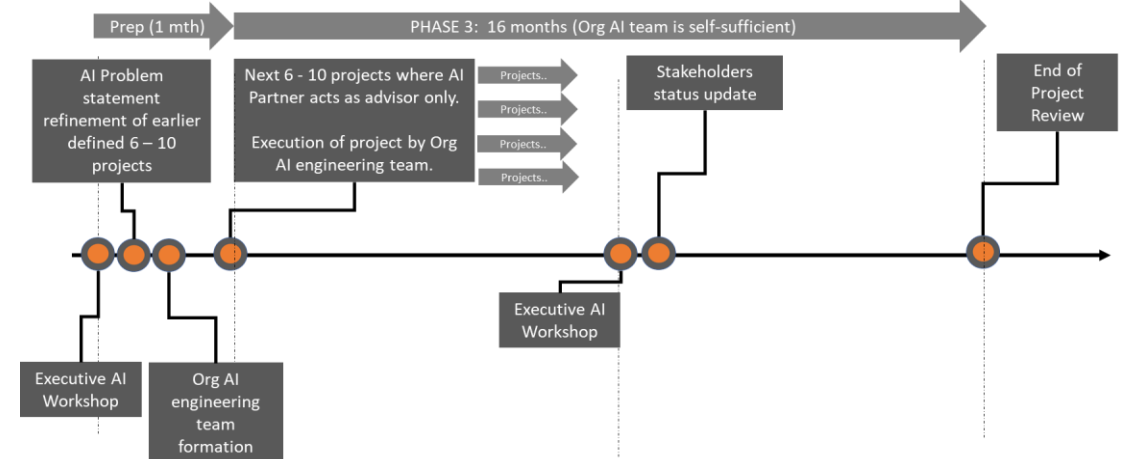 Prep (1 mth)
PHASE 3:  16 months (Org AI team is self-sufficient)
AI Problem
statement
refinement of earlier
defined 6 – 10
projects
Next 6 - 10 projects where AI
Partner acts as advisor only.
Execution of project by Org
AI engineering team.
Projects..
Projects..
Projects..
Projects..
Stakeholders
status update
End of
Project
Review
Executive AI
Workshop
Org AI
engineering
team
formation
Executive AI
Workshop